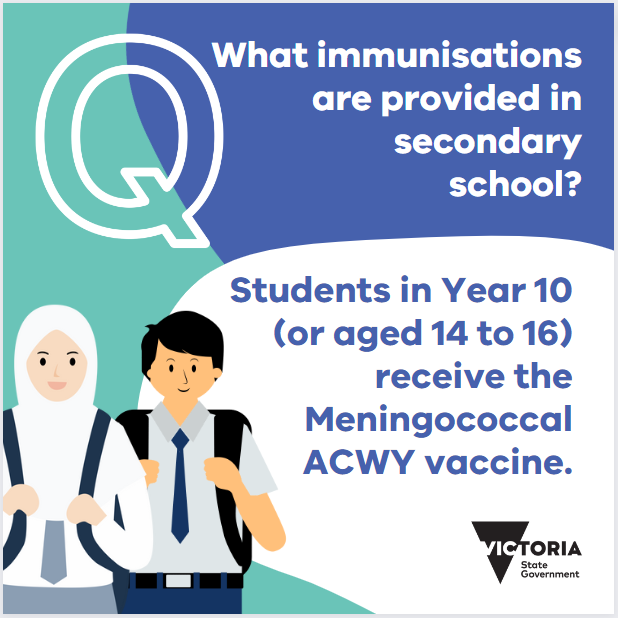 Q
What immunisations
are provided in
secondary
school?
Students in Year 10
(or aged 14 to 16)
receive the
Meningococcal
ACWY vaccine.
VICTORIA
State
Government